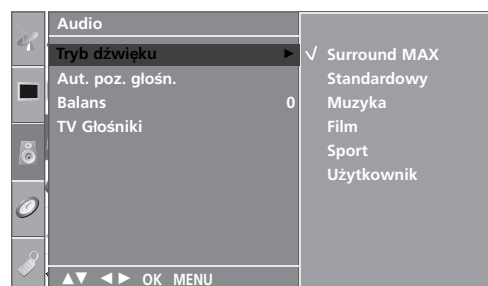 Audio
Tryb dźwięku ►
Aut. poz. głośn.
Balans 0
TV Głośniki
▲▼ ◄► OK MENU
√ Surround MAX
Standardowy
Muzyka
Film
Sport
Użytkownik